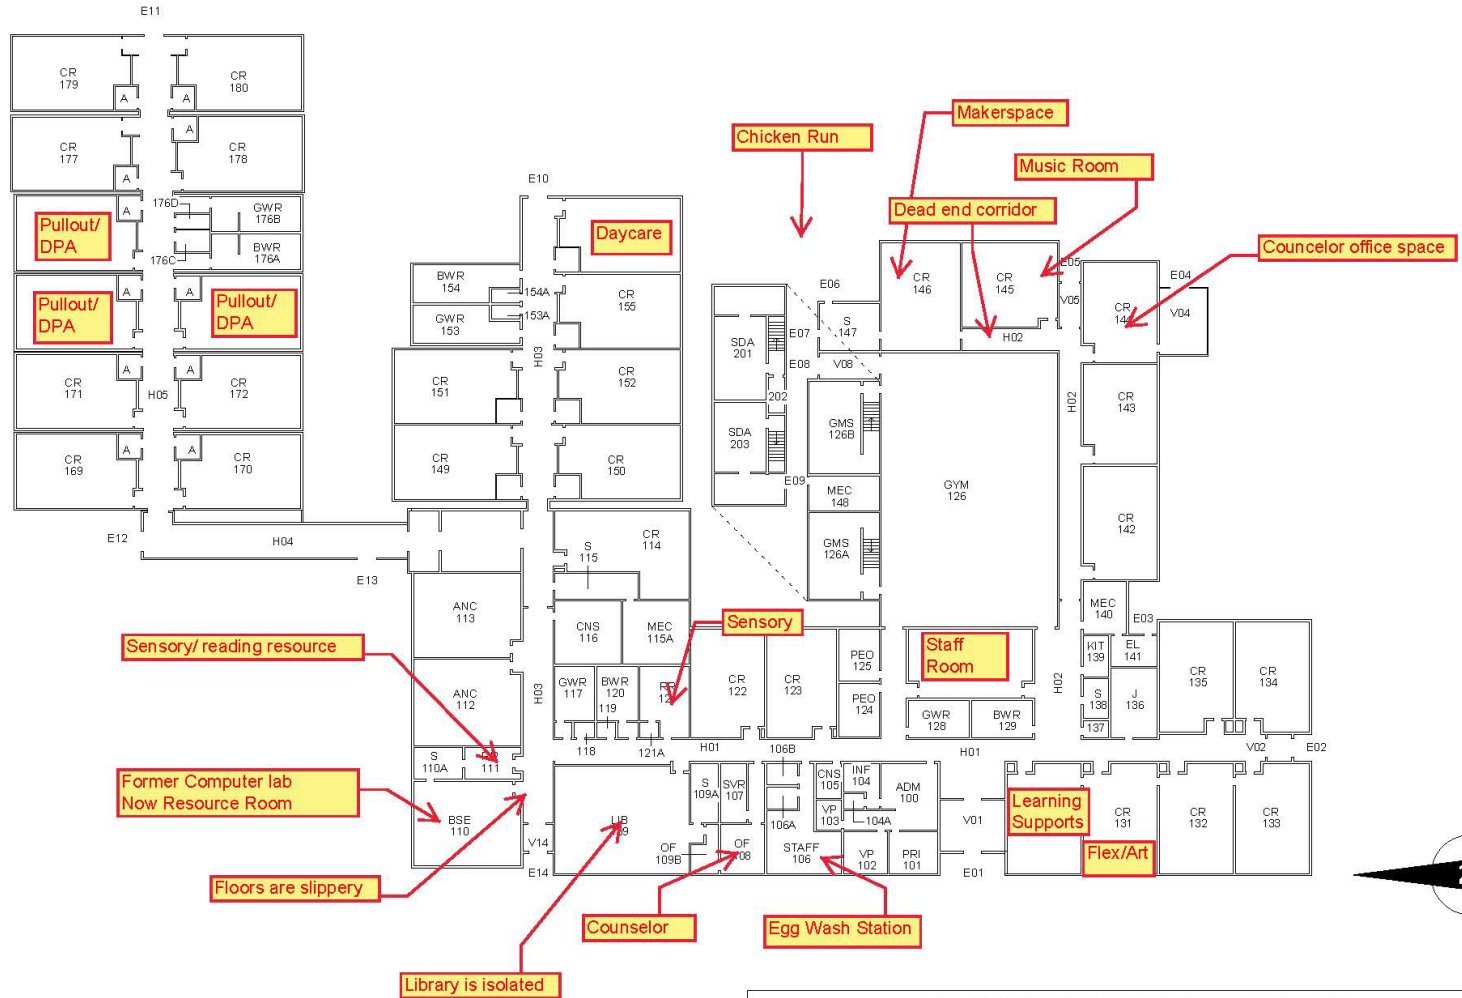 E11
CR
179
A
A
CR
180
CR
177
A
A
CR
178
Pullout/
DPA
A
176D
176C
GWR
176B
BWR
176A
Pullout/
DPA
A
A
Pullout/
DPA
CR
171
A
A
CR
172
H05
CR
169
A
A
CR
170
E12
H04
E13
E10
Daycare
BWR
154
154A
GWR
153
153A
CR
155
H03
CR
151
CR
152
CR
149
CR
150
S
115
CR
114
ANC
113
CNS
116
MEC
115A
Sensory
Sensory/ reading resource
ANC
112
H03
GWR
117
BWR
120
119
118
121A
S
110A
111
Former Computer lab
Now Resource Room
BSE
110
V14
E14
Floors are slippery
Library is isolated
LIB
S
109A
SVR
107
OF
109B
OF
Counselor
H01
106B
106A
STAFF
106
Egg Wash Station
CNS
105
VP
103
INF
104
104A
ADM
100
VP
102
PRI
101
V01
E01
H01
Chicken Run
Makerspace
Music Room
Dead end corridor
Councelor office space
CR
146
CR
145
E05
V05
E04
V04
CR
H02
E06
S
147
E07
E08
V08
SDA
201
202
SDA
203
E09
GMS
126B
MEC
148
GMS
126A
GYM
126
H02
CR
143
CR
142
MEC
140
E03
KIT
139
EL
141
S
138
J
136
137
H02
CR
122
CR
123
PEO
125
PEO
124
Staff
Room
GWR
128
BWR
129
CR
135
CR
134
V02
E02
Learning
Supports
CR
131
Flex/Art
CR
132
CR
133